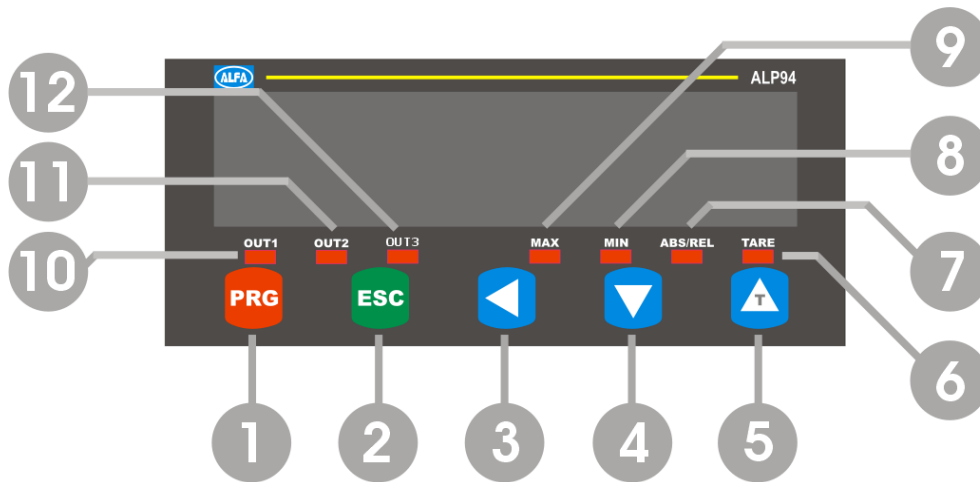 9
12
ALFA ALP94
8
11
OUT1 OUT2 OUT3 MAX MIN ABS/REL TARE
10 7
PRG ESC T
6
1 2 3 4 5